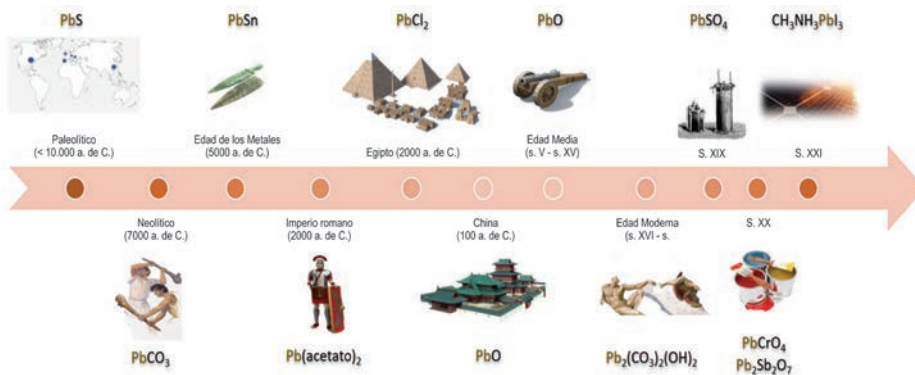 PbS
PbSn
PbCl₂
PbO
PbSO₄
CH₃NH₃PbI₃
Paleolítico
(< 10.000 a. de C.)
Edad de los Metales
(5000 a. de C.)
Egipto (2000 a. de C.)
Edad Media
(s. V - s. XV)
S. XIX
S. XXI
Neolítico
(7000 a. de C.)
Imperio romano
(2000 a. de C.)
China
(100 a. de C.)
Edad Moderna
(s. XVI - s.
S. XX
PbCO₃
Pb(acetato)₂
PbO
Pb₂(CO₃)₂(OH)₂
PbCrO₄
Pb₂Sb₂O₇